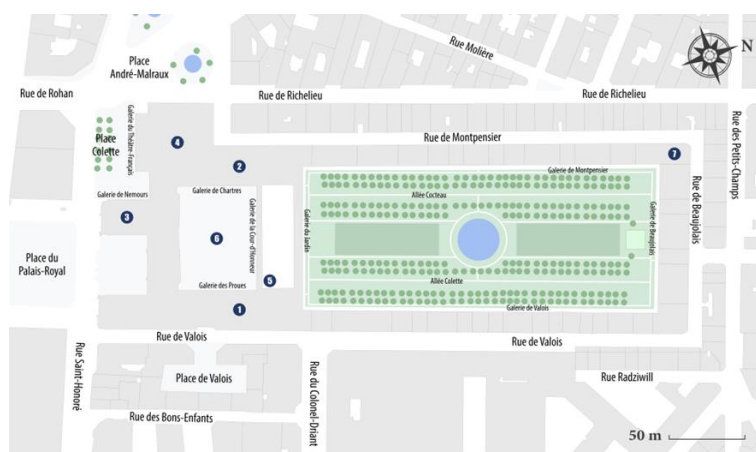 Place
André-Malraux
Rue Molière
N
Rue de Rohan
Rue de Richelieu
Rue de Richelieu
Rue des Petits-Champs
Place
Colette
Galerie du Théâtre-Français
4
Rue de Montpensier
7
2
Galerie de Montpensier
Galerie de Nemours
Galerie de Chartres
Allée Cocteau
Rue de Beaujolais
3
6
Galerie de la Cour-d'Honneur
Galerie du Jardin
Galerie de Beaujolais
Place du
Palais-Royal
Galerie des Proues
5
Allée Colette
1
Galerie de Valois
Rue de Valois
Rue de Valois
Rue Saint-Honoré
Place de Valois
Rue du Colonel-Driant
Rue Radziwill
Rue des Bons-Enfants
50 m